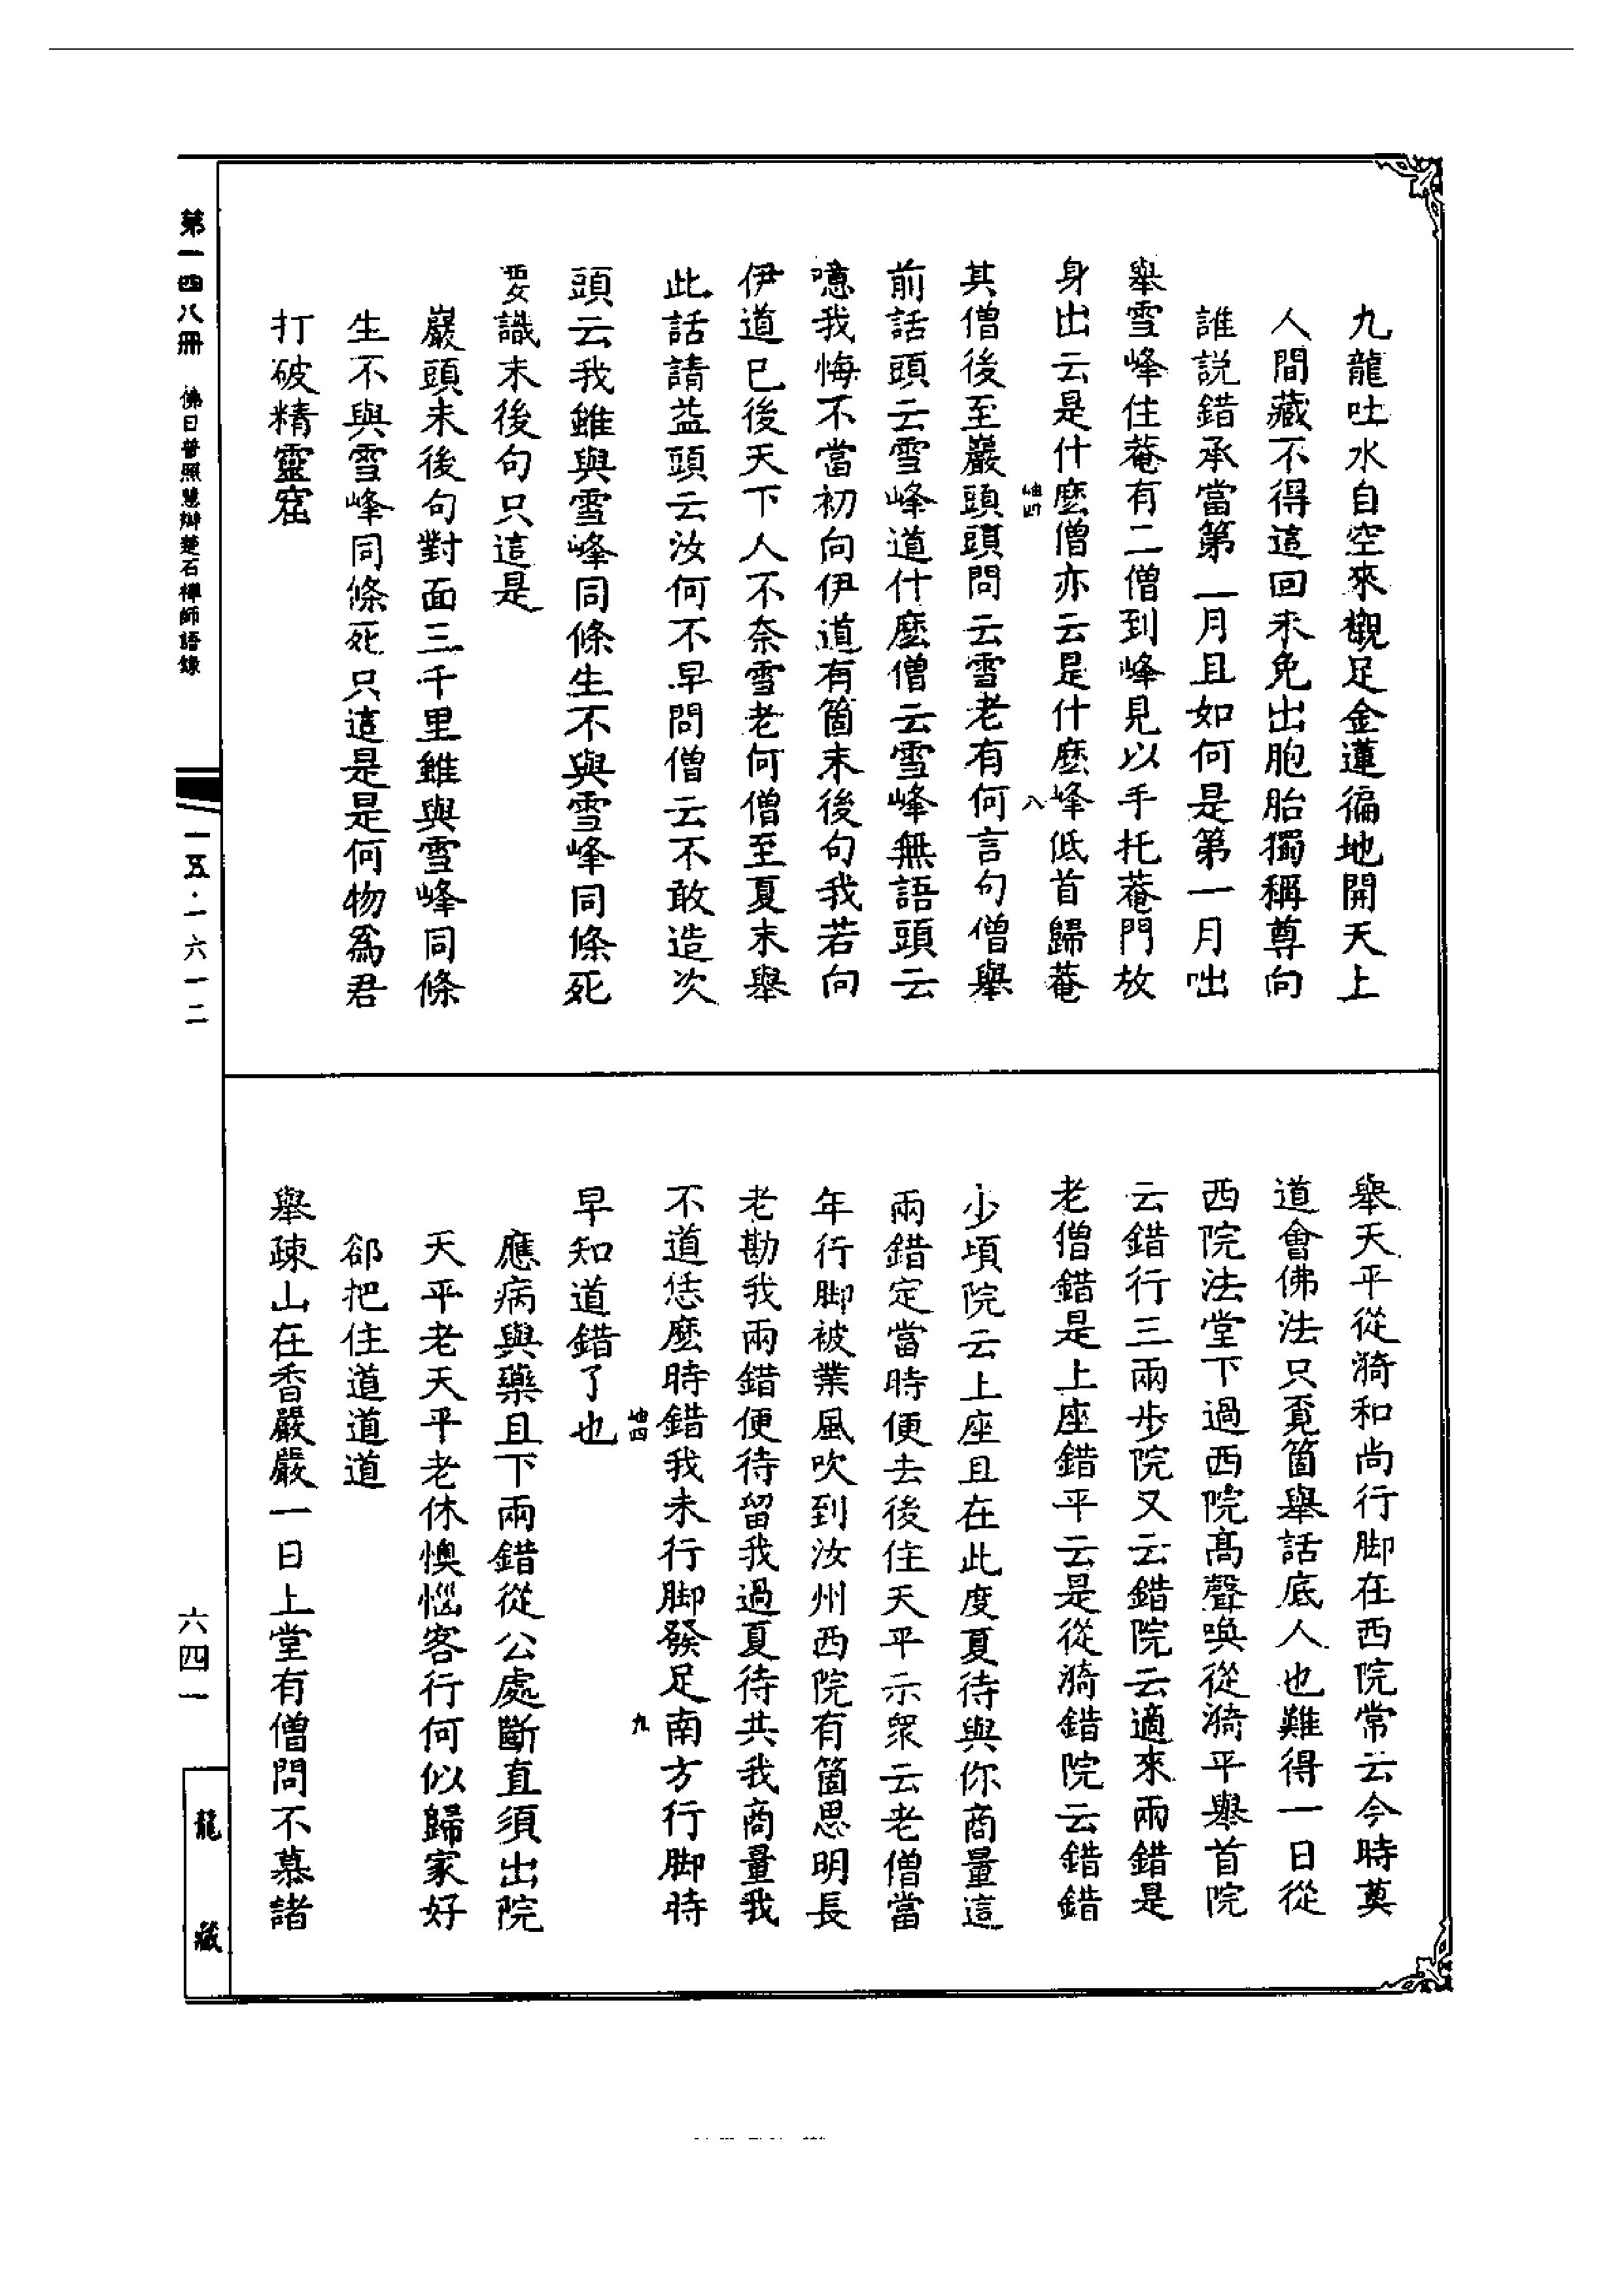 九龍吐水自空來襯足金蓮徧地開天上
人間藏不得這回未免出胞胎獨稱尊向
誰説錯承當第一月且如何是第一月咄
舉雪峰住菴有二僧到峰見以手托菴門放
身出云是什麼僧亦云是什麼峰低首歸菴
岫四
八
其僧後至巖頭頭問云雪老有何言句僧舉
前話頭云雪峰道什麼僧云雪峰無語頭云
噫我悔不當初向伊道有箇末後句我若向
伊道已後天下人不奈雪老何僧至夏末舉
此話請益頭云汝何不早問僧云不敢造次
頭云我雖與雪峰同條生不與雪峰同條死
要識末後句只這是
巖頭末後句對面三千里雖與雪峰同條
生不與雪峰同條死只這是是何物為君
打破精靈窟
舉天平從漪和尚行脚在西院常云今時莫
道會佛法只覓箇舉話底人也難得一日從
西院法堂下過西院高聲喚從漪平舉首院
云錯行三兩步院又云錯院云適來兩錯是
老僧錯是上座錯平云是從漪錯院云錯錯
少頃院云上座且在此度夏待與你商量這
兩錯定當時便去後住天平示眾云老僧當
年行脚被業風吹到汝州西院有箇思明長
老勘我兩錯便待留我過夏待共我商量我
不道恁麼時錯我未行脚發足南方行脚時
岫四
九
早知道錯了也
應病與藥且下兩錯從公處斷直須出院
天平老天平老休懊惱客行何似歸家好
郤把住道道道
舉疎山在香嚴嚴一日上堂有僧問不慕諸
第一四八冊
佛日普照慧辯楚石禪師語錄
一五·一六一二
六四一
龍藏